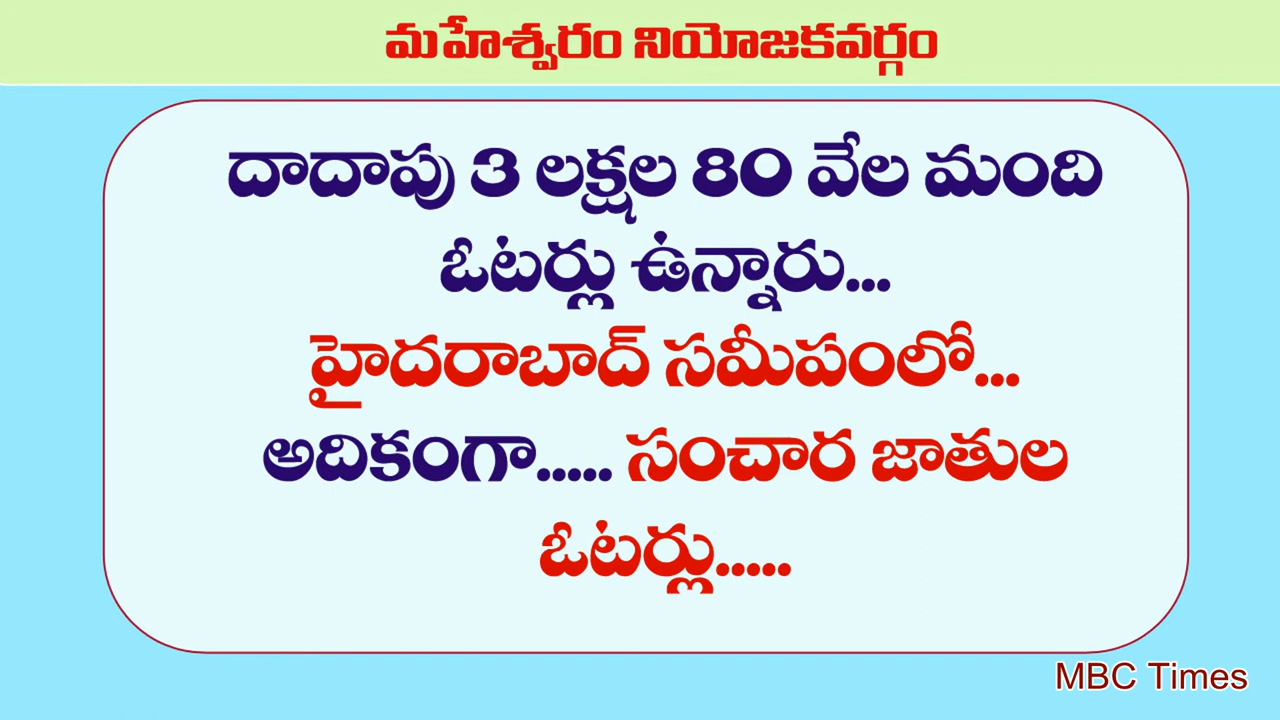 మహేశ్వరం నియోజకవర్గం
దాదాపు 3 లక్షల 80 వేల మంది
ఓటర్లు ఉన్నారు...
హైదరాబాద్ సమీపంలో...
అదికంగా..... సంచార జాతుల
ఓటర్లు.....
MBC Times